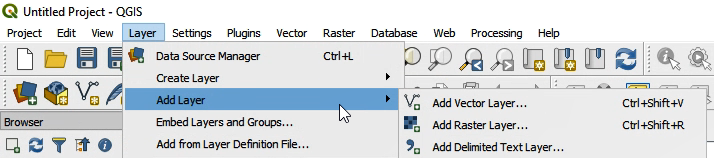 Untitled Project - QGIS
Project Edit View Layer Settings Plugins Vector Raster Database Web Processing Help
Data Source Manager Ctrl+L
Create Layer
Add Layer
Embed Layers and Groups...
Add from Layer Definition File...
Add Vector Layer... Ctrl+Shift+V
Add Raster Layer... Ctrl+Shift+R
Add Delimited Text Layer...
Browser